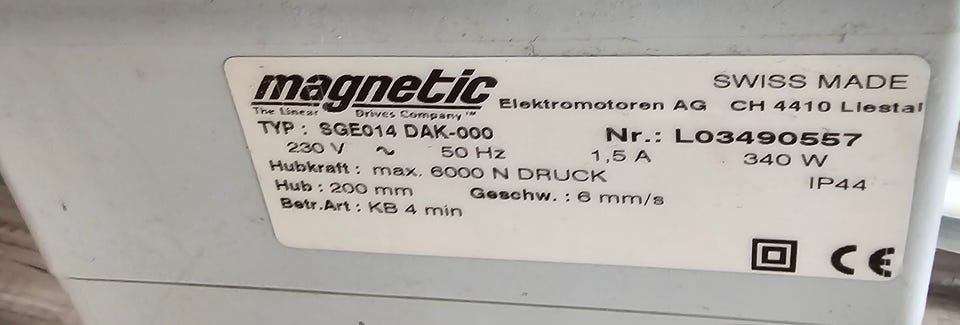 magnetic
SWISS MADE
The Linear Drives Company™
Elektromotoren AG CH 4410 Liestal
TYP : SGE014 DAK-000 Nr.: L03490557
230 V ~ 50 Hz 1,5 A 340 W
Hubkraft : max. 6000 N DRUCK IP44
Hub : 200 mm Geschw. : 6 mm/s
Betr.Art : KB 4 min
CE